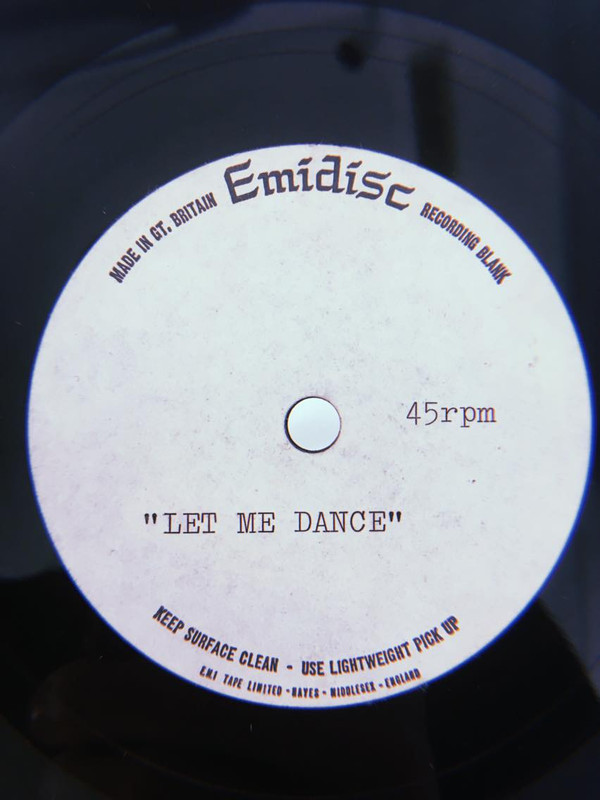 Emidisc
MADE IN GT. BRITAIN
RECORDING BLANK
45rpm
"LET ME DANCE"
KEEP SURFACE CLEAN - USE LIGHTWEIGHT PICK UP
E.M.I TAPE LIMITED - HAYES - MIDDLESEX - ENGLAND